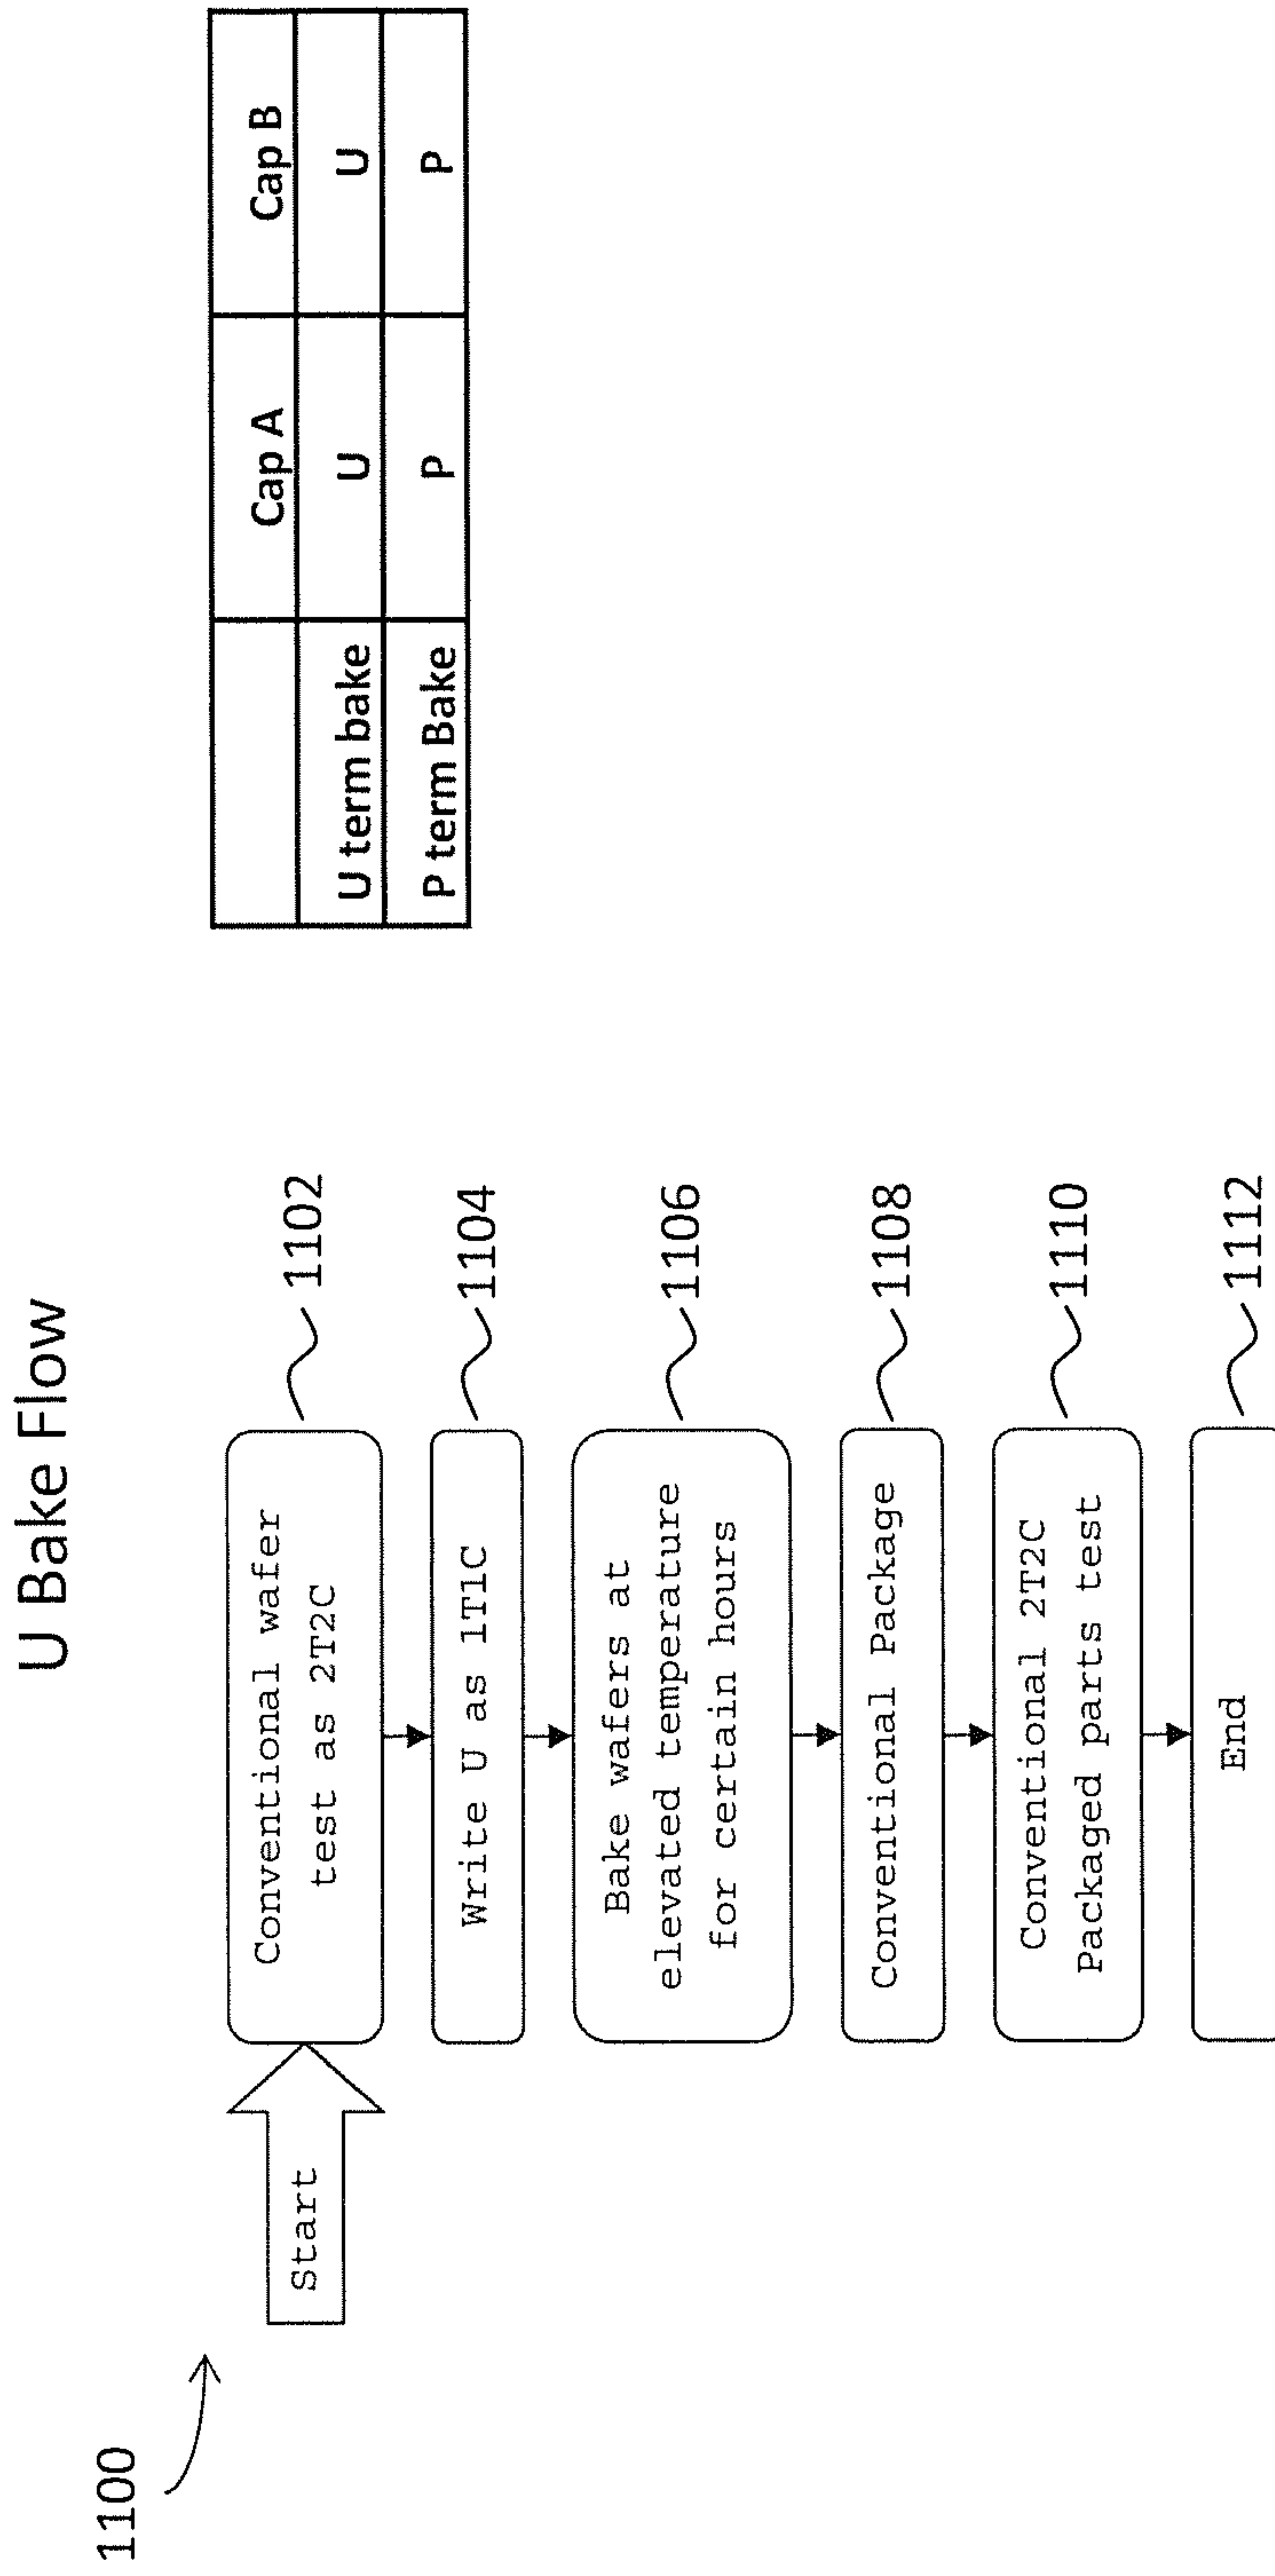 U Bake Flow
1100
Start
Conventional wafer
test as 2T2C
1102
Write U as 1T1C
1104
Bake wafers at
elevated temperature
for certain hours
1106
Conventional Package
1108
Conventional 2T2C
Packaged parts test
1110
End
1112
Cap A Cap B
U term bake U U
P term Bake P P